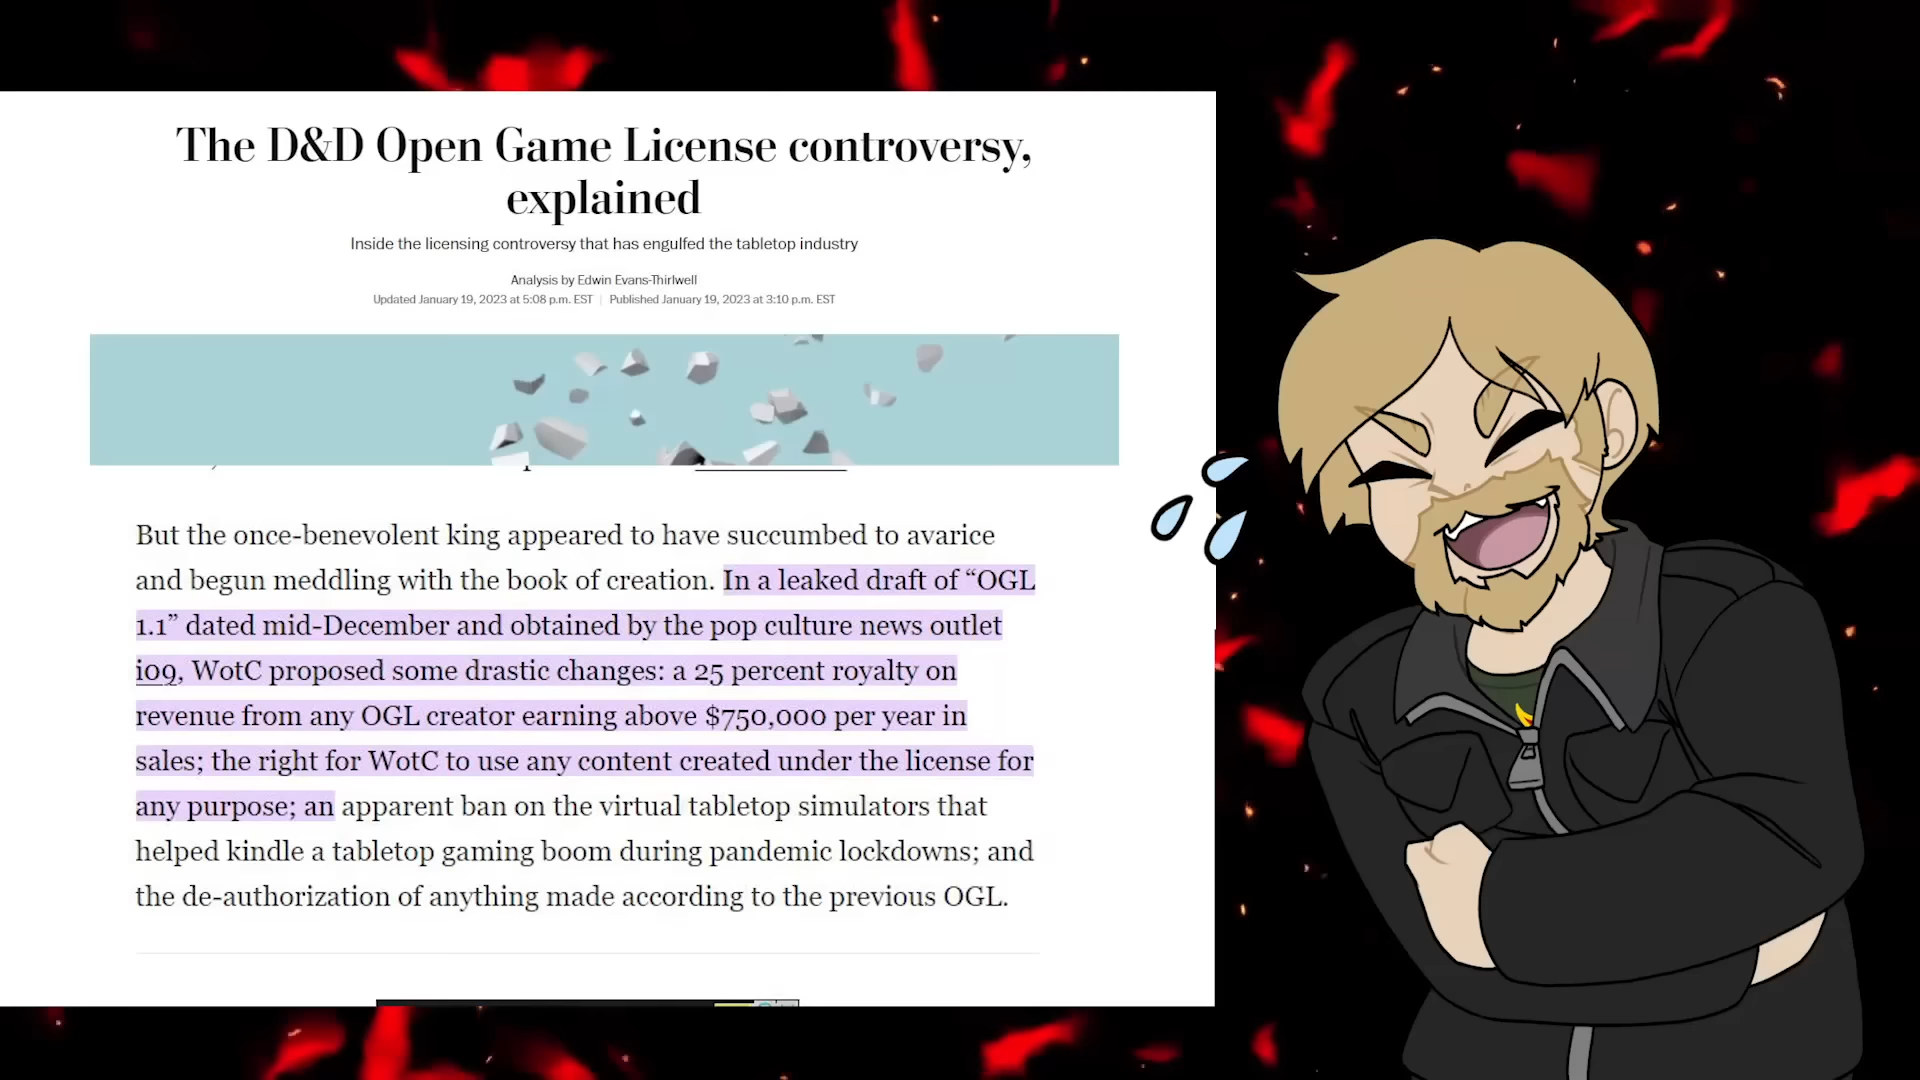 The D&D Open Game License controversy,
explained
Inside the licensing controversy that has engulfed the tabletop industry
Analysis by Edwin Evans-Thirlwell
Updated January 19, 2023 at 5:08 p.m. EST | Published January 19, 2023 at 3:10 p.m. EST
But the once-benevolent king appeared to have succumbed to avarice
and begun meddling with the book of creation. In a leaked draft of “OGL
1.1” dated mid-December and obtained by the pop culture news outlet
io9, WotC proposed some drastic changes: a 25 percent royalty on
revenue from any OGL creator earning above $750,000 per year in
sales; the right for WotC to use any content created under the license for
any purpose; an apparent ban on the virtual tabletop simulators that
helped kindle a tabletop gaming boom during pandemic lockdowns; and
the de-authorization of anything made according to the previous OGL.